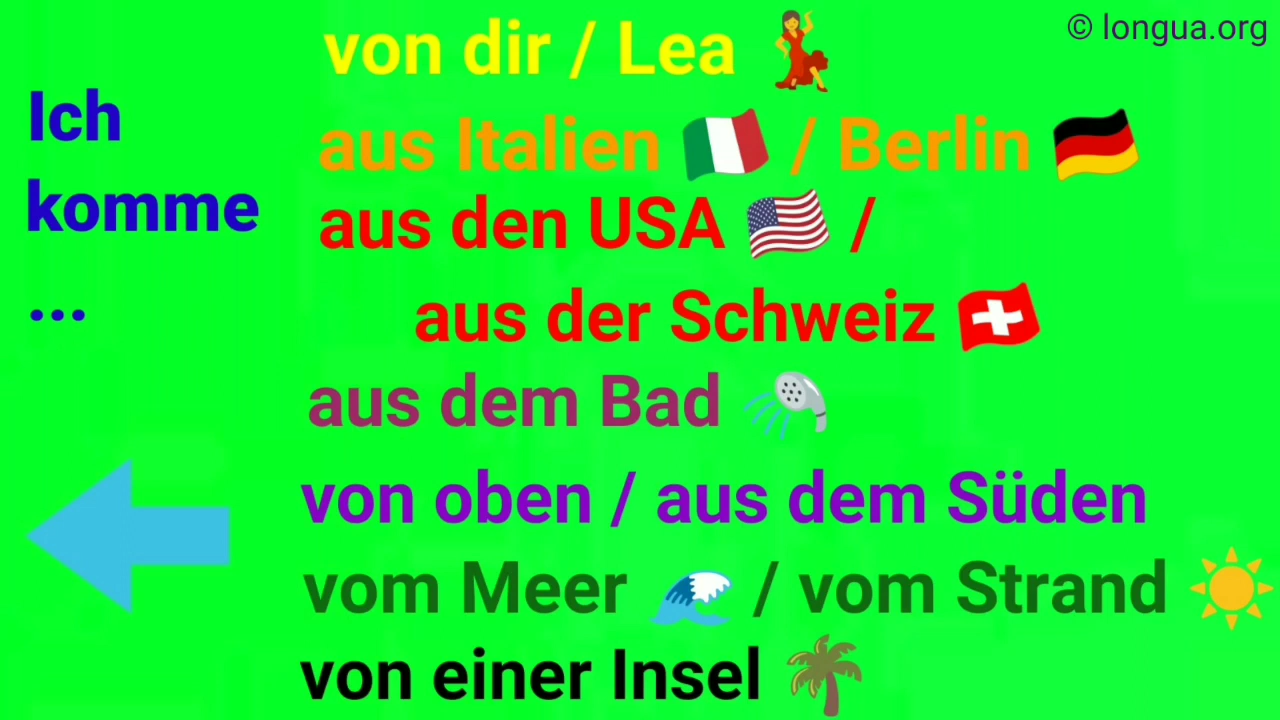 © longua.org
Ich
komme
...
von dir / Lea
aus Italien / Berlin
aus den USA /
aus der Schweiz
aus dem Bad
von oben / aus dem Süden
vom Meer / vom Strand
von einer Insel